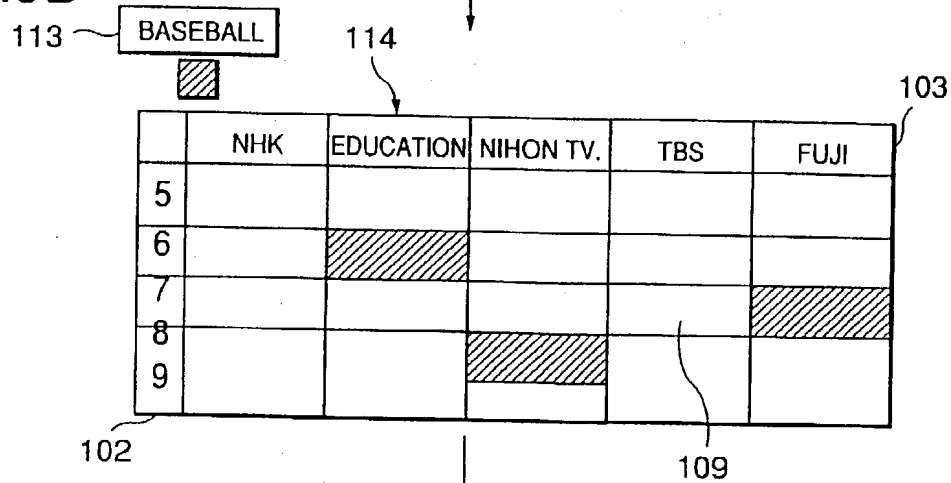 113
BASEBALL
114
103
NHK
EDUCATION
NIHON TV.
TBS
FUJI
5
6
7
8
9
102
109